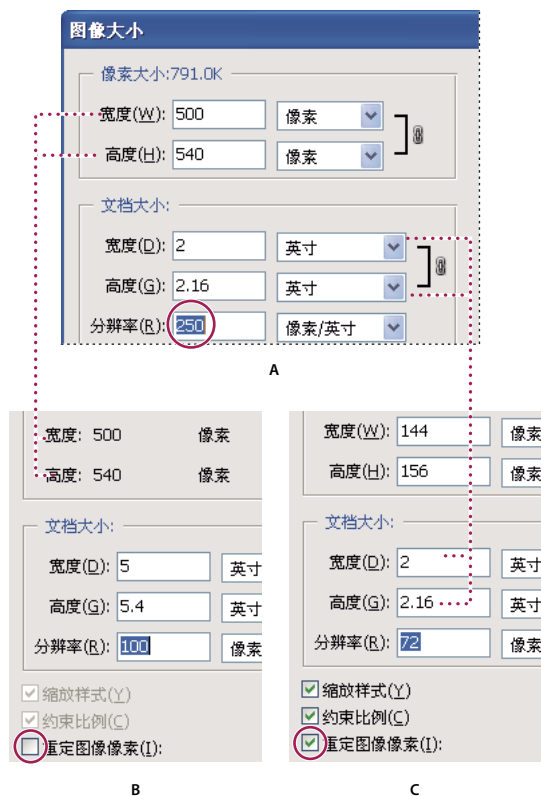 图像大小
像素大小:791.0K
宽度(W): 500 像素
高度(H): 540 像素
文档大小:
宽度(D): 2 英寸
高度(G): 2.16 英寸
分辨率(R): 250 像素/英寸
A
宽度: 500 像素
高度: 540 像素
文档大小:
宽度(D): 5 英寸
高度(G): 5.4 英寸
分辨率(R): 100 像素
缩放样式(Y)
约束比例(C)
重定图像像素(I):
B
宽度(W): 144 像素
高度(H): 156 像素
文档大小:
宽度(D): 2 英寸
高度(G): 2.16 英寸
分辨率(R): 72 像素
缩放样式(Y)
约束比例(C)
重定图像像素(I):
C